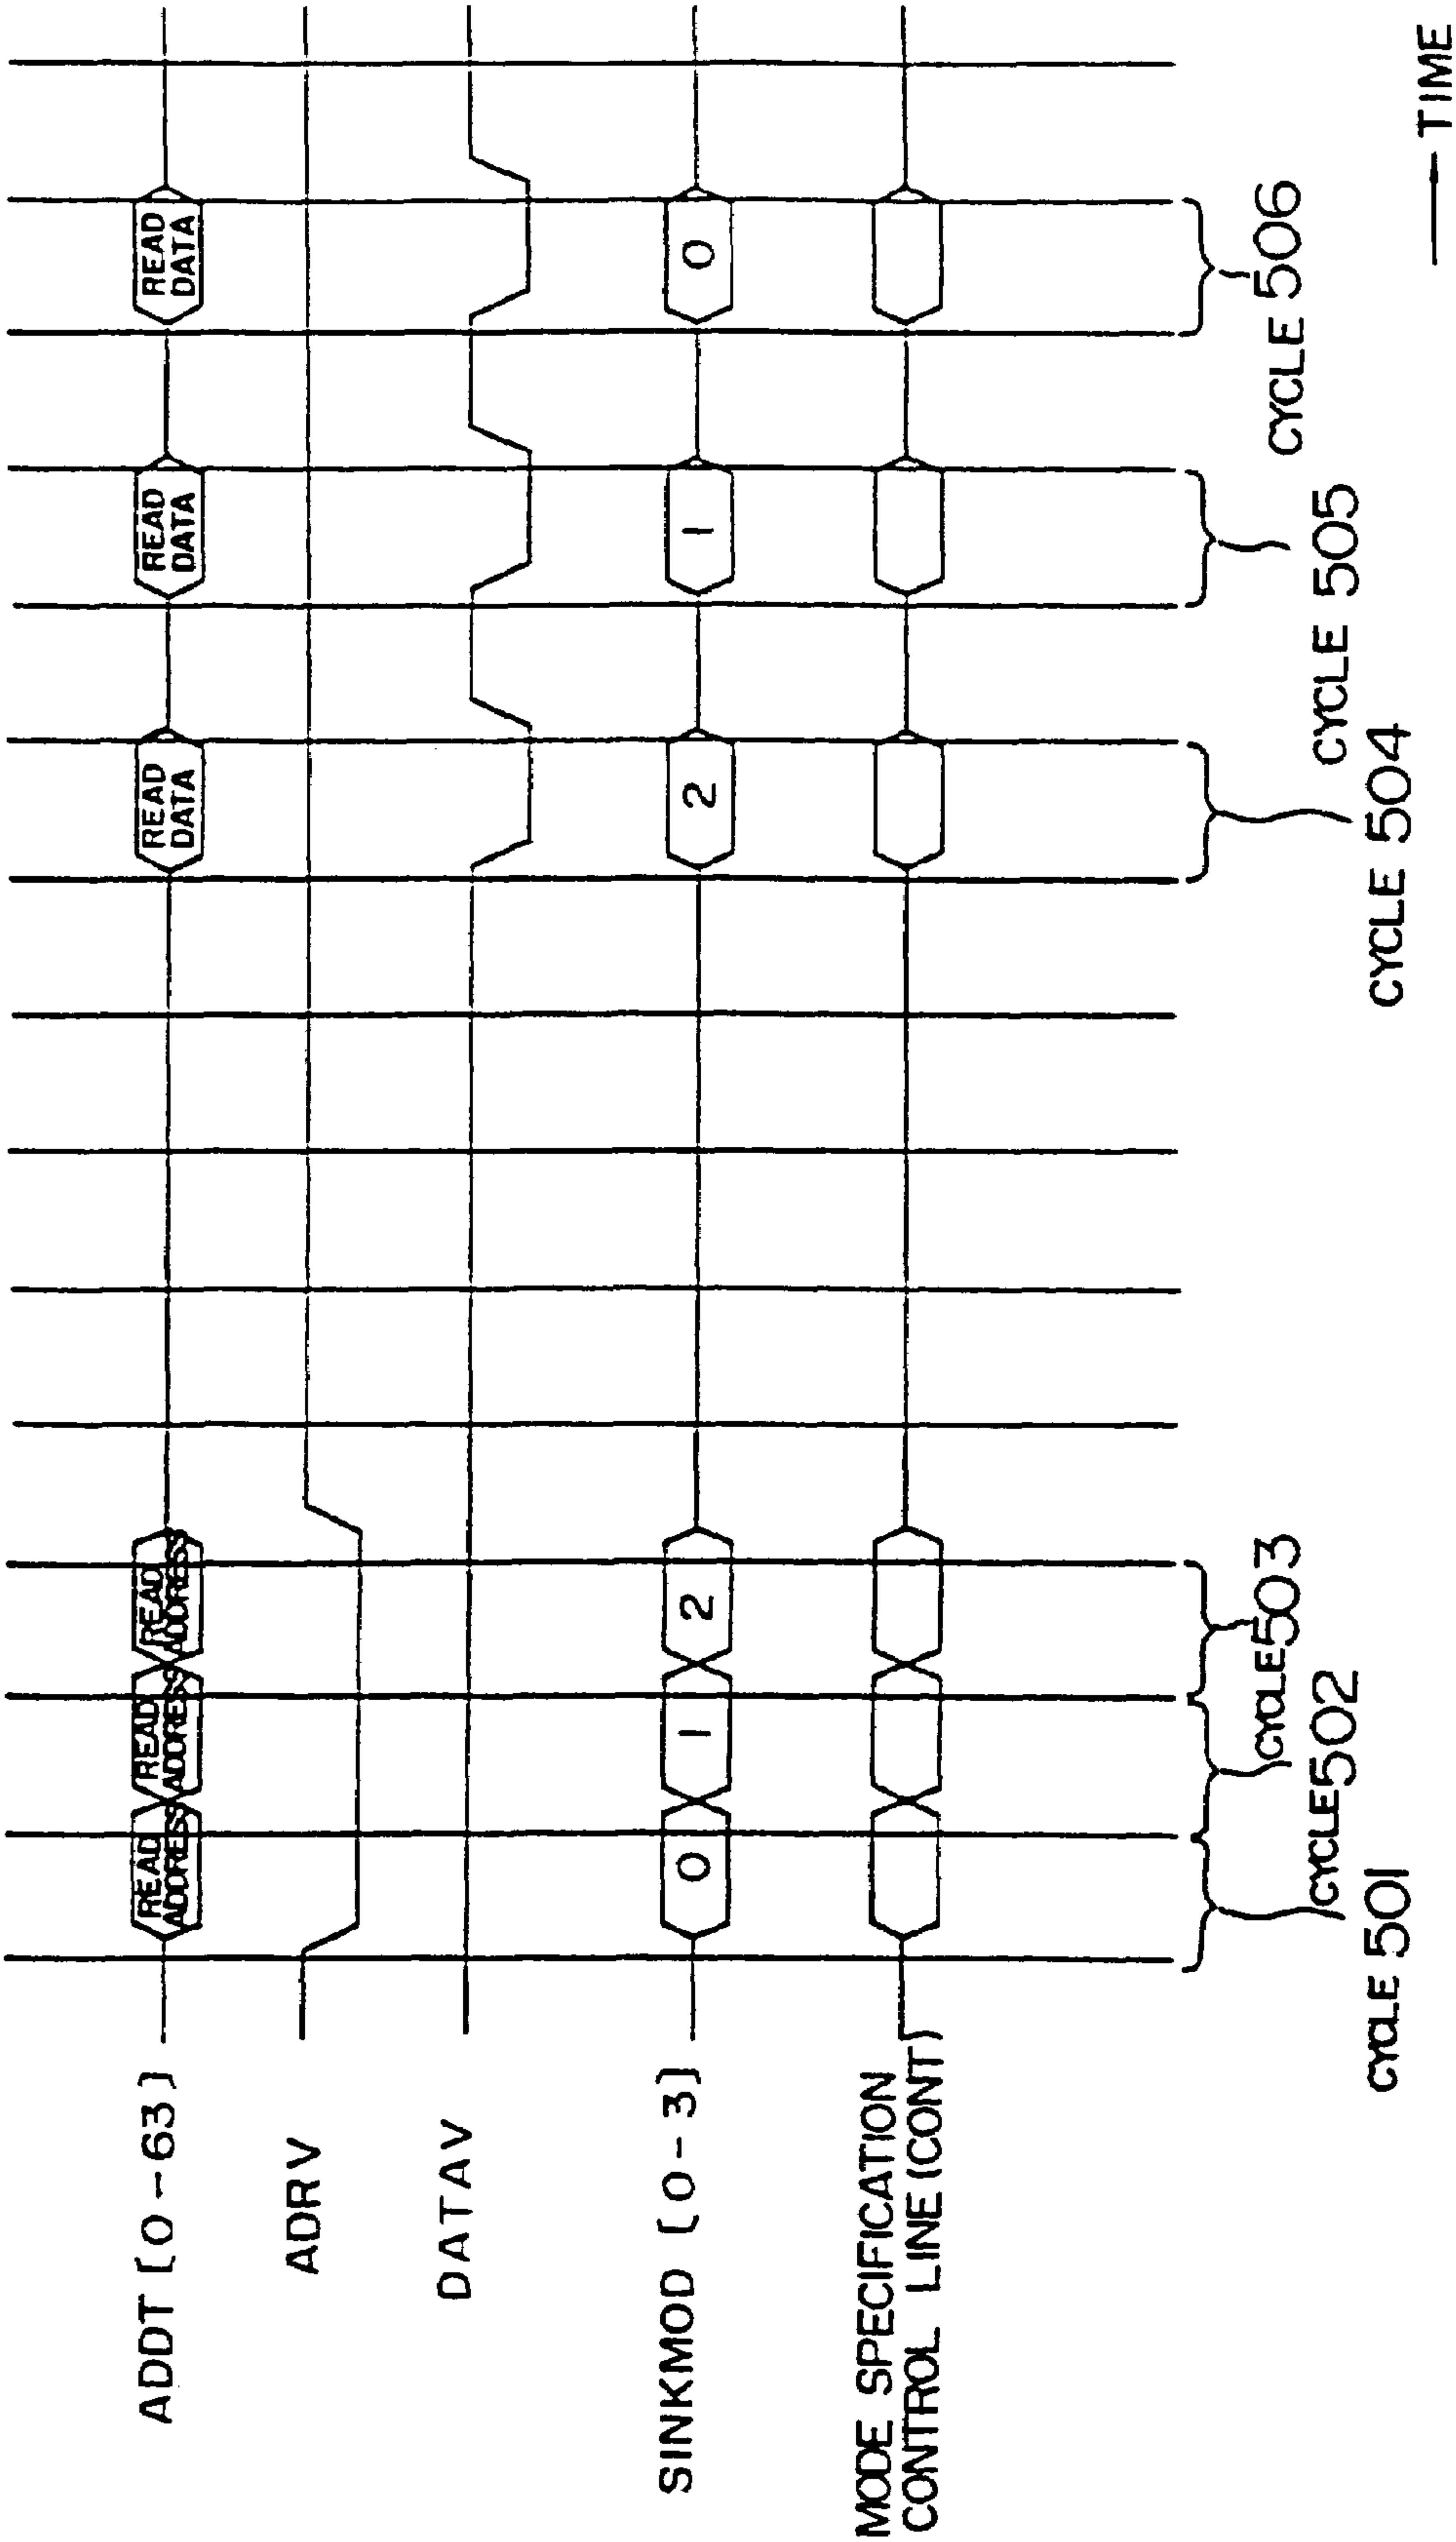 ADDT [0-63]
READ
ADDRESS
READ
ADDRESS
READ
ADDRESS
READ
DATA
READ
DATA
READ
DATA
ADRV
DATAV
SINKMOD [0-3]
0
1
2
2
1
0
MODE SPECIFICATION
CONTROL LINE (CONT)
CYCLE 501
CYCLE 502
CYCLE 503
CYCLE 504
CYCLE 505
CYCLE 506
TIME